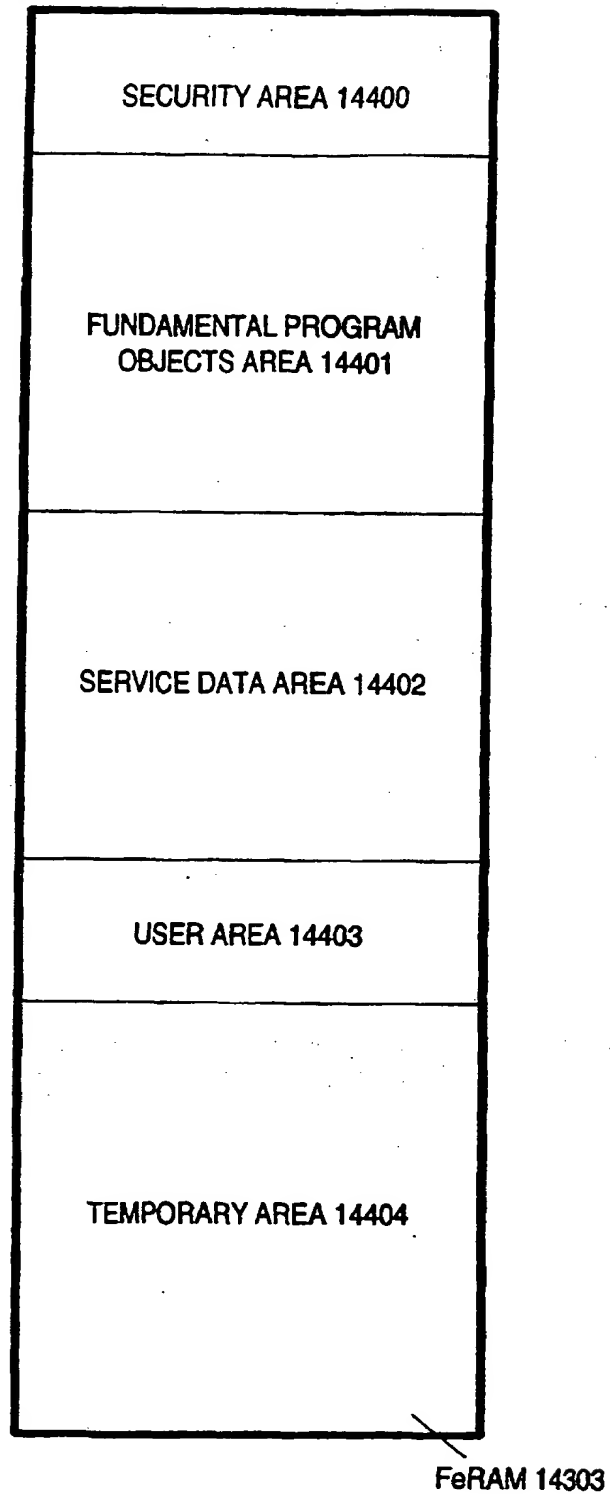 SECURITY AREA 14400
FUNDAMENTAL PROGRAM
OBJECTS AREA 14401
SERVICE DATA AREA 14402
USER AREA 14403
TEMPORARY AREA 14404
FeRAM 14303